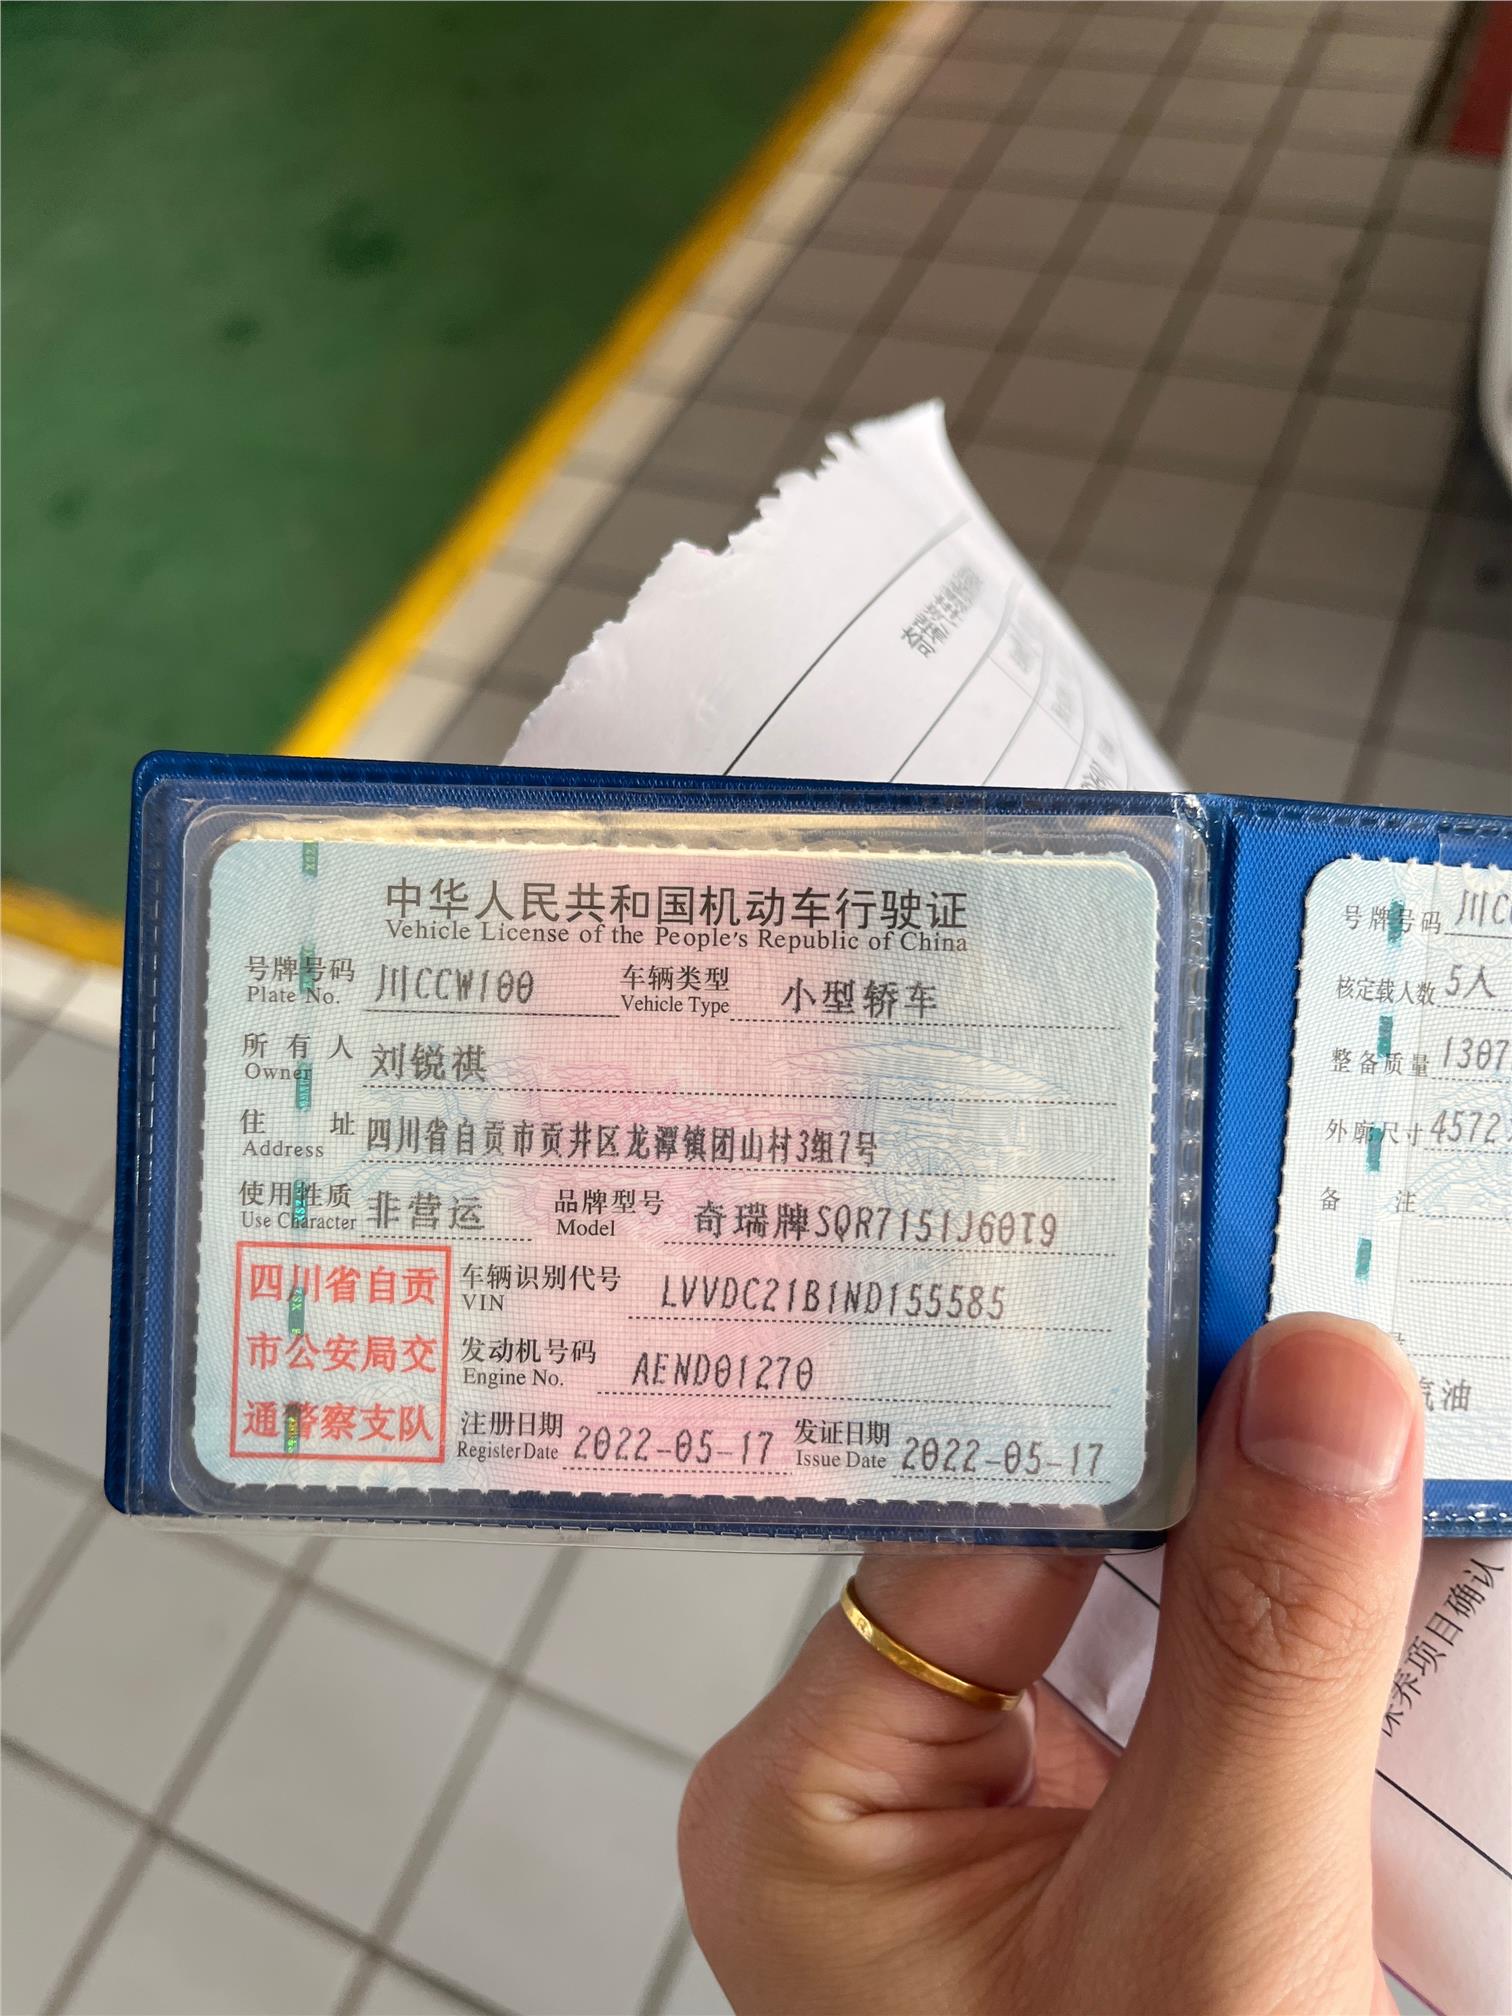 中华人民共和国机动车行驶证
Vehicle License of the People's Republic of China
号牌号码 川CCW100 车辆类型 小型轿车
Plate No. Vehicle Type
所有人 刘锐祺
Owner
住址 四川省自贡市贡井区龙潭镇团山村3组7号
Address
使用性质 非营运 品牌型号 奇瑞牌SQR7151J60T9
Use Character Model
四川省自贡
市公安局交
通警察支队
车辆识别代号 LVVDC21B1ND155585
VIN
发动机号码 AEND01270
Engine No.
注册日期 2022-05-17 发证日期 2022-05-17
Register Date Issue Date
号牌号码 川C
核定载人数 5人
整备质量 1307
外廓尺寸 4572
备注
汽油
保养项目确认